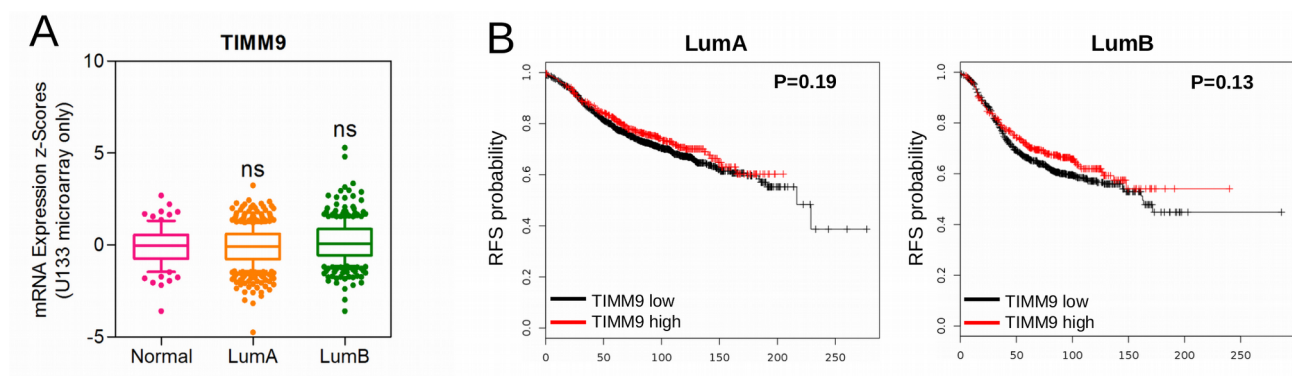 A
TIMM9
mRNA Expression z-Scores
(U133 microarray only)
10
5
0
-5
ns
ns
Normal
LumA
LumB
B
LumA
P=0.19
RFS probability
1.0
0.8
0.6
0.4
0.2
0.0
TIMM9 low
TIMM9 high
0
50
100
150
200
250
LumB
P=0.13
RFS probability
1.0
0.8
0.6
0.4
0.2
0.0
TIMM9 low
TIMM9 high
0
50
100
150
200
250